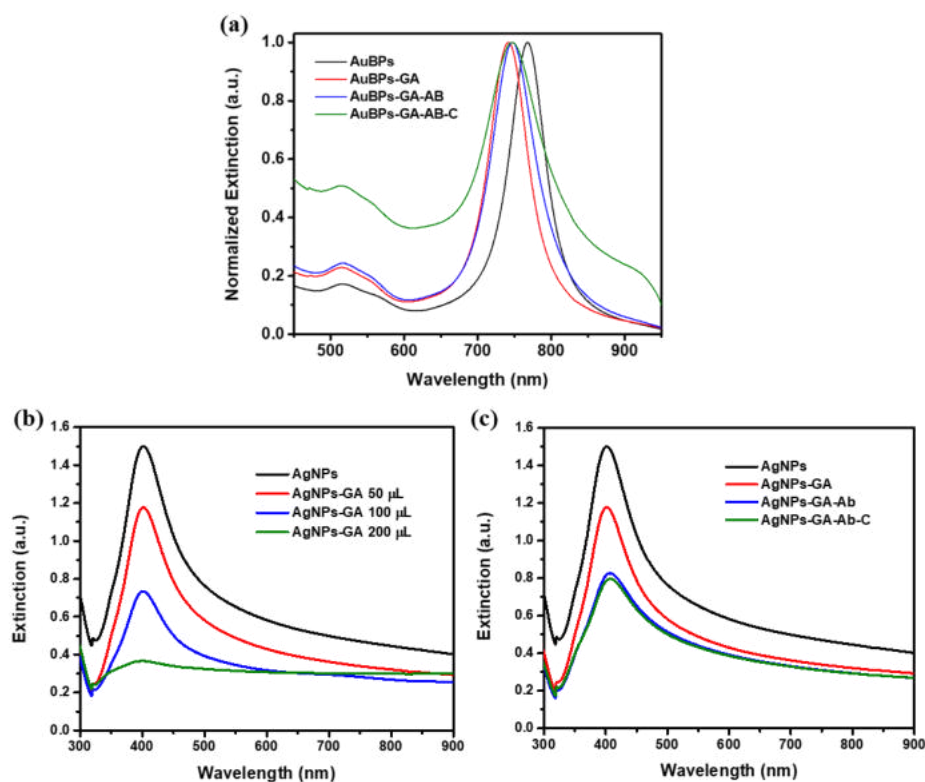 (a)
Normalized Extinction (a.u.)
1.0
0.8
0.6
0.4
0.2
0.0
AuBPs
AuBPs-GA
AuBPs-GA-AB
AuBPs-GA-AB-C
500 600 700 800 900
Wavelength (nm)
(b)
Extinction (a.u.)
1.6
1.4
1.2
1.0
0.8
0.6
0.4
0.2
0.0
AgNPs
AgNPs-GA 50 μL
AgNPs-GA 100 μL
AgNPs-GA 200 μL
300 400 500 600 700 800 900
Wavelength (nm)
(c)
Extinction (a.u.)
1.6
1.4
1.2
1.0
0.8
0.6
0.4
0.2
0.0
AgNPs
AgNPs-GA
AgNPs-GA-Ab
AgNPs-GA-Ab-C
300 400 500 600 700 800 900
Wavelength (nm)